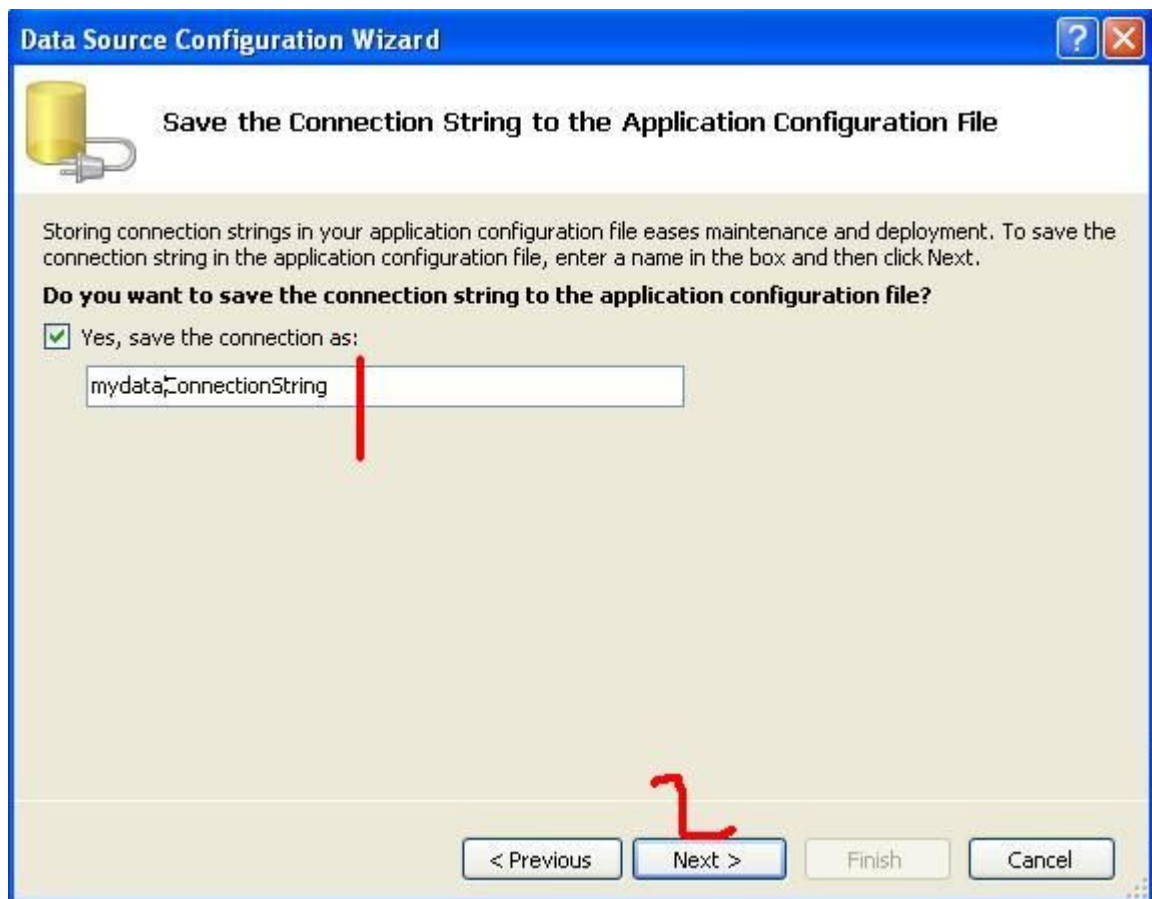 Data Source Configuration Wizard
Save the Connection String to the Application Configuration File
Storing connection strings in your application configuration file eases maintenance and deployment. To save the
connection string in the application configuration file, enter a name in the box and then click Next.
Do you want to save the connection string to the application configuration file?
Yes, save the connection as:
mydataConnectionString
1
2
< Previous Next > Finish Cancel